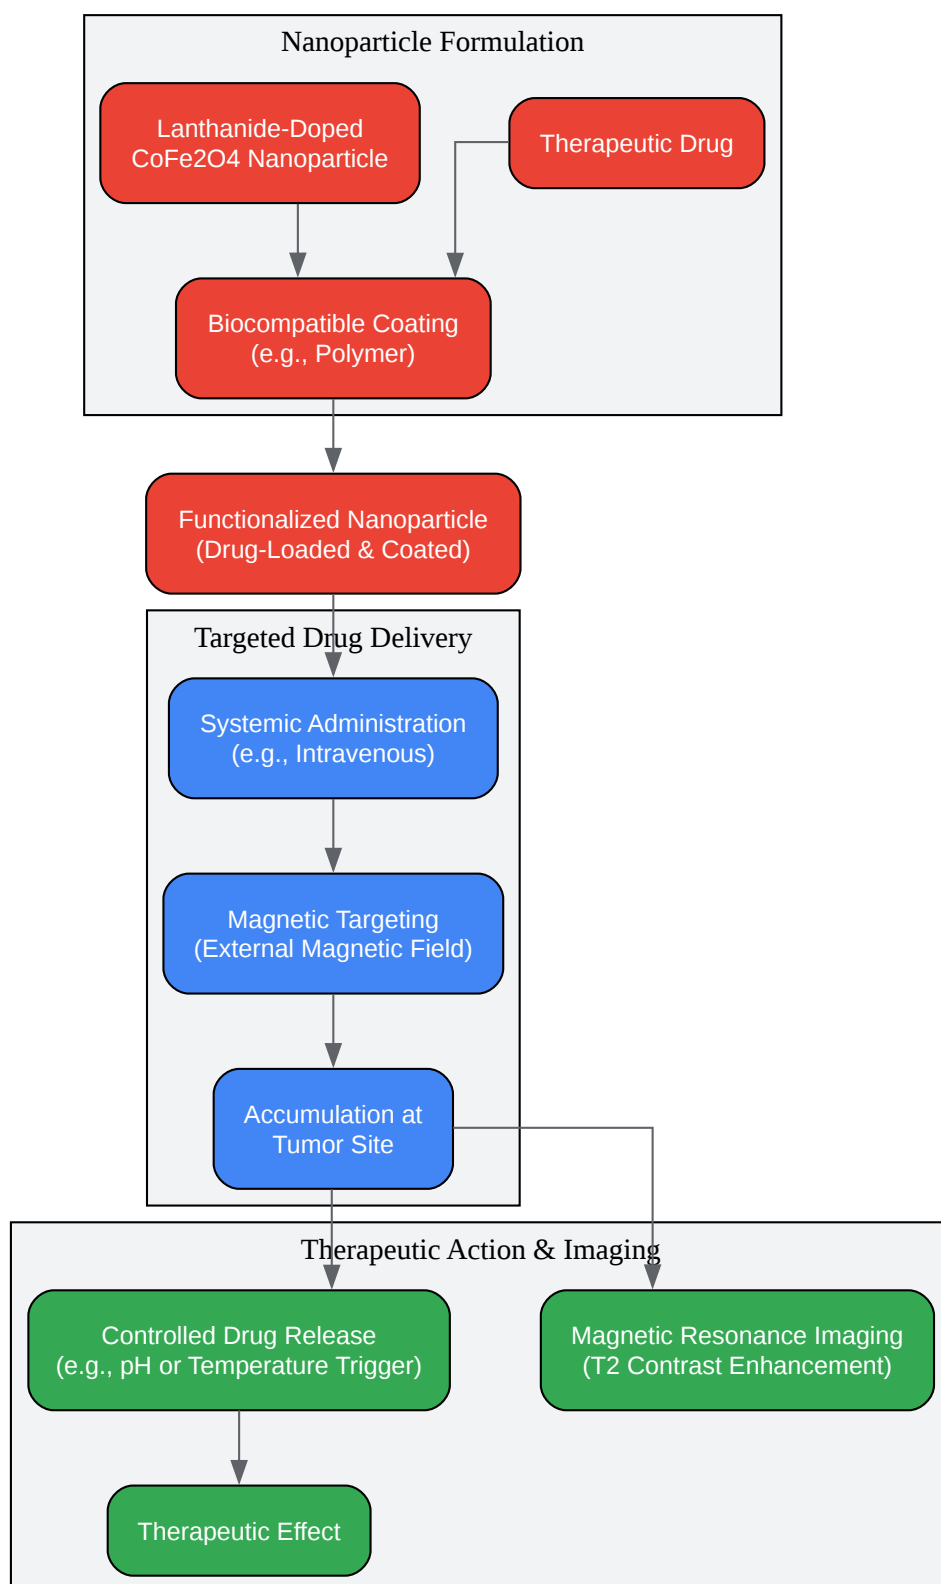 Nanoparticle Formulation
Lanthanide-Doped
CoFe2O4 Nanoparticle
Therapeutic Drug
Biocompatible Coating
(e.g., Polymer)
Functionalized Nanoparticle
(Drug-Loaded & Coated)
Targeted Drug Delivery
Systemic Administration
(e.g., Intravenous)
Magnetic Targeting
(External Magnetic Field)
Accumulation at
Tumor Site
Therapeutic Action & Imaging
Controlled Drug Release
(e.g., pH or Temperature Trigger)
Magnetic Resonance Imaging
(T2 Contrast Enhancement)
Therapeutic Effect